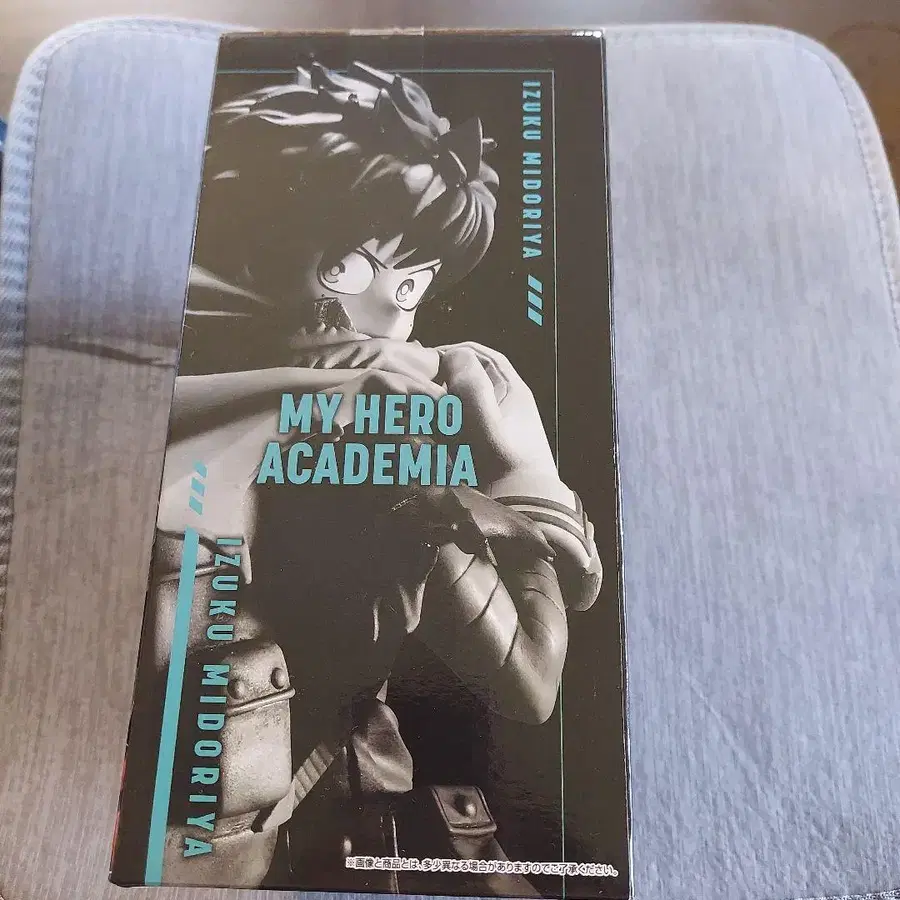 IZUKU MIDORIYA
MY HERO
ACADEMIA
IZUKU MIDORIYA
※画像と商品とは、多少異なる場合がありますのでご了承ください。